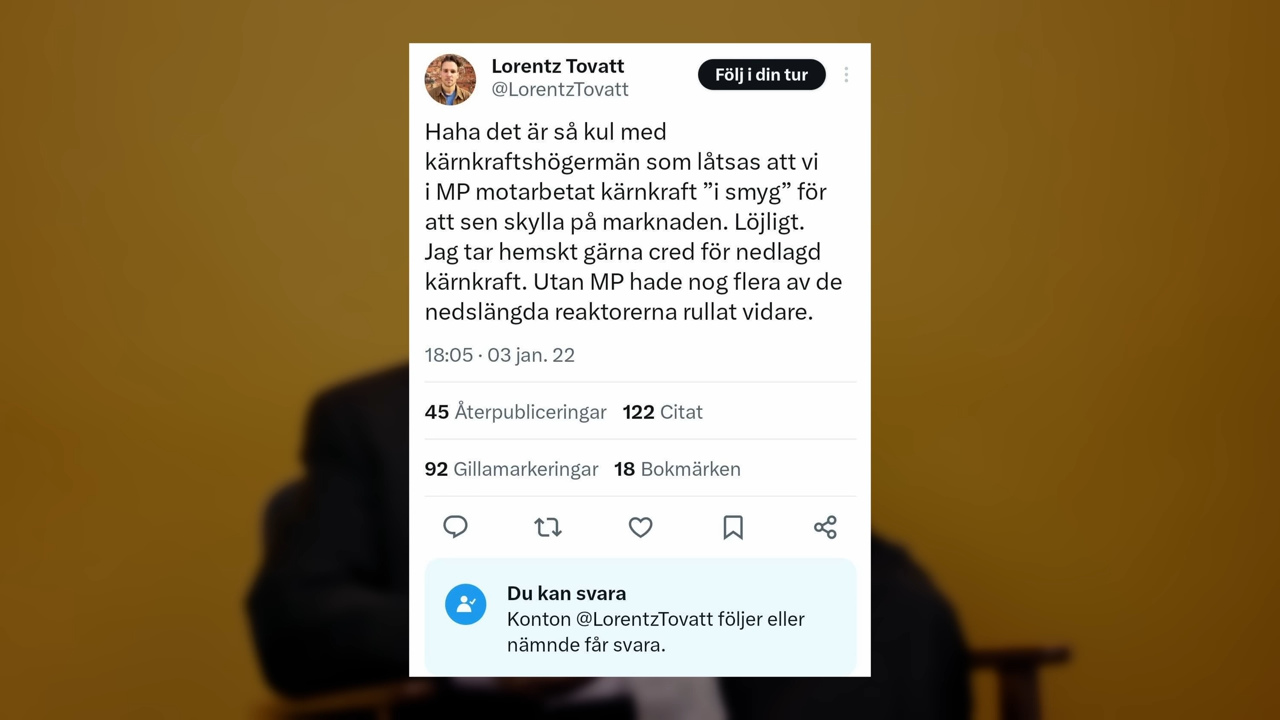 Lorentz Tovatt
@LorentzTovatt
Följ i din tur
Haha det är så kul med
kärnkraftshögermän som låtsas att vi
i MP motarbetat kärnkraft ”i smyg” för
att sen skylla på marknaden. Löjligt.
Jag tar hemskt gärna cred för nedlagd
kärnkraft. Utan MP hade nog flera av de
nedslängda reaktorerna rullat vidare.
18:05 · 03 jan. 22
45 Återpubliceringar 122 Citat
92 Gillamarkeringar 18 Bokmärken
Du kan svara
Konton @LorentzTovatt följer eller
nämnde får svara.